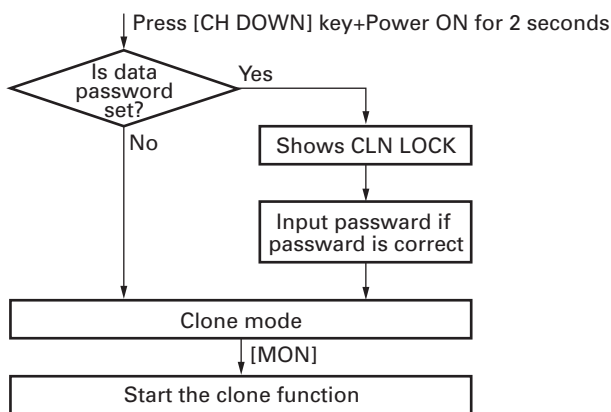 Press [CH DOWN] key+Power ON for 2 seconds
Is data
password
set?
Yes
No
Shows CLN LOCK
Input passward if
passward is correct
Clone mode
[MON]
Start the clone function